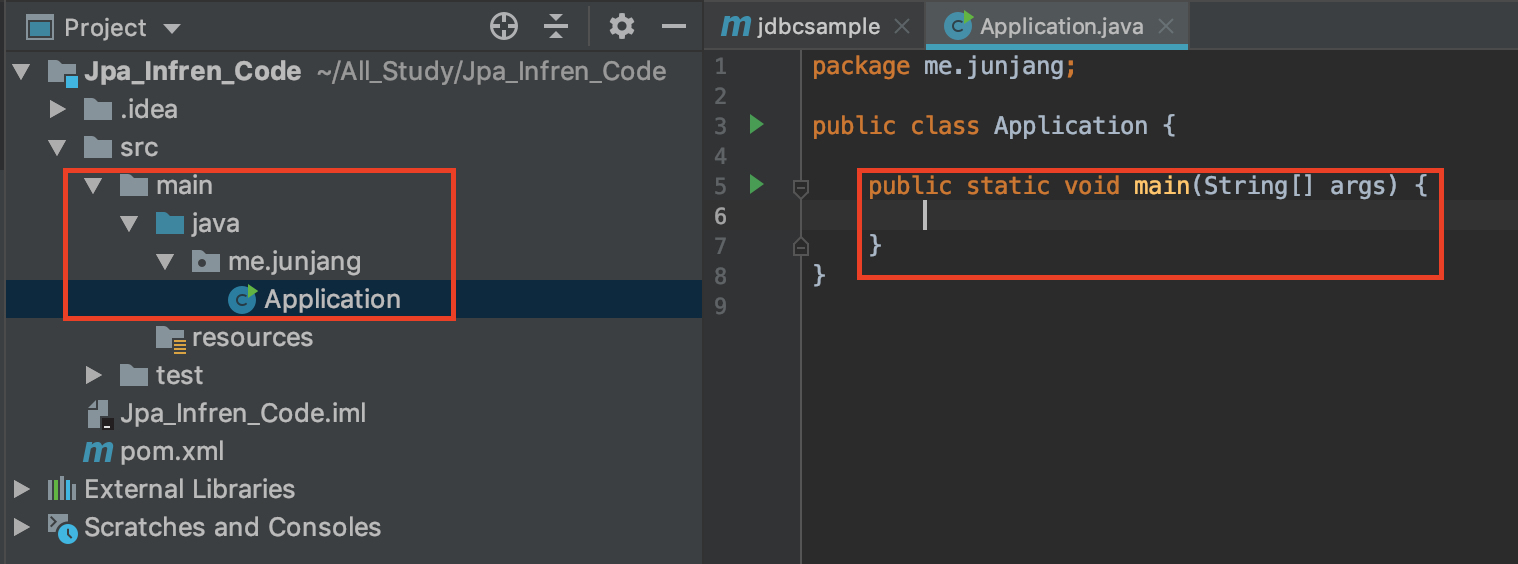 Project
Jpa_Infren_Code ~/All_Study/Jpa_Infren_Code
.idea
src
main
java
me.junjang
Application
resources
test
Jpa_Infren_Code.iml
m pom.xml
External Libraries
Scratches and Consoles
m jdbcsample
C Application.java
1 package me.junjang;
2
3 public class Application {
4
5 public static void main(String[] args) {
6
7 }
8 }
9